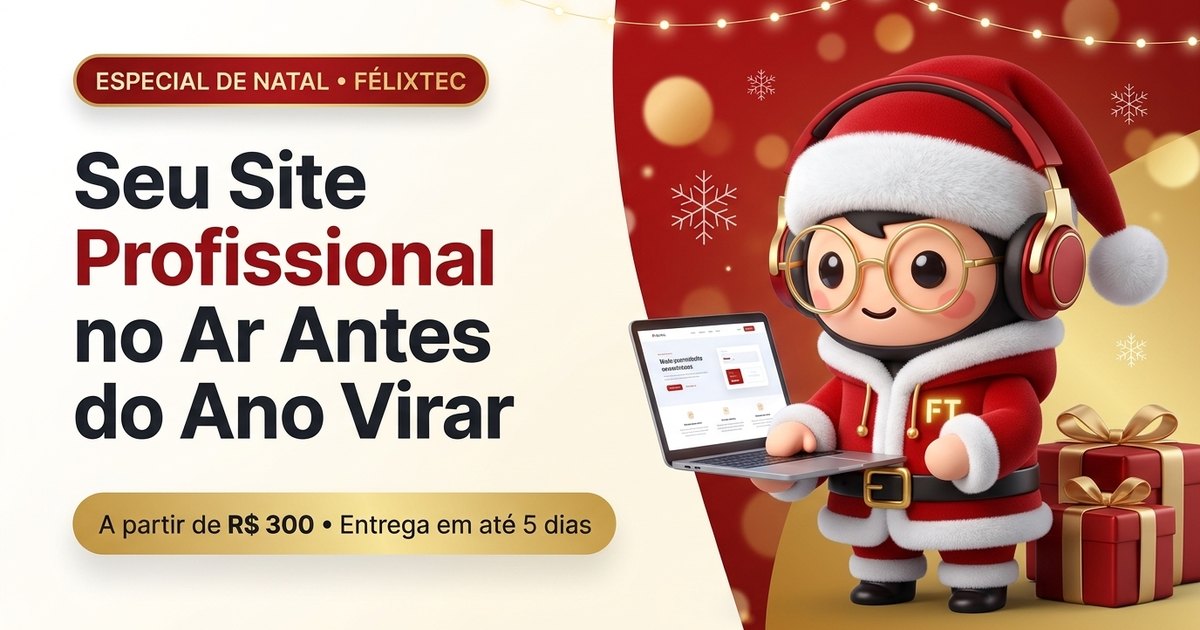 ESPECIAL DE NATAL • FÉLIXTEC
Seu Site
Profissional
no Ar Antes
do Ano Virar
A partir de R$ 300 • Entrega em até 5 dias
FT